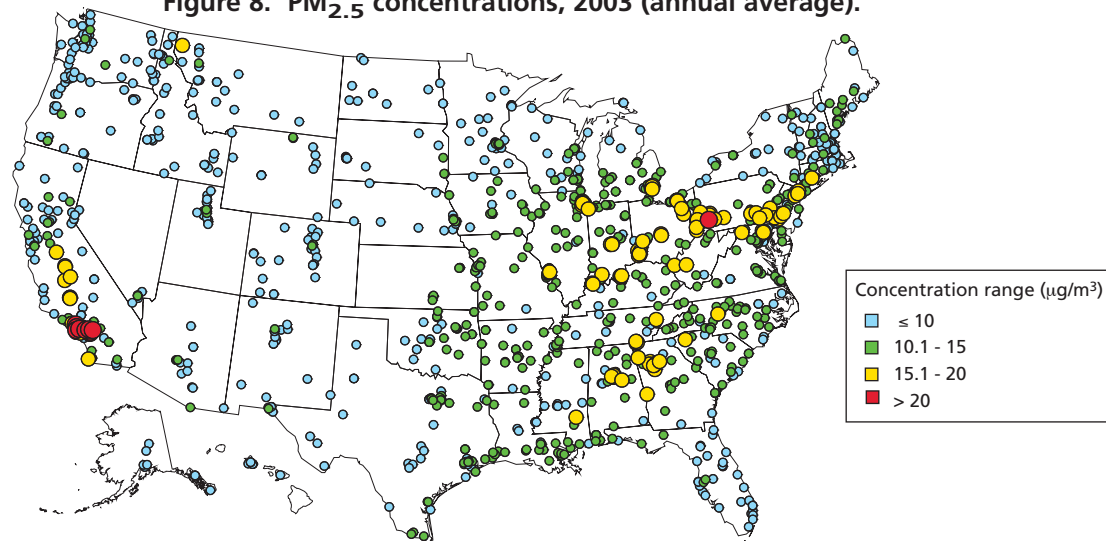 Figure 8. PM2.5 concentrations, 2003 (annual average).
Concentration range (μg/m³)
≤ 10
10.1 - 15
15.1 - 20
> 20